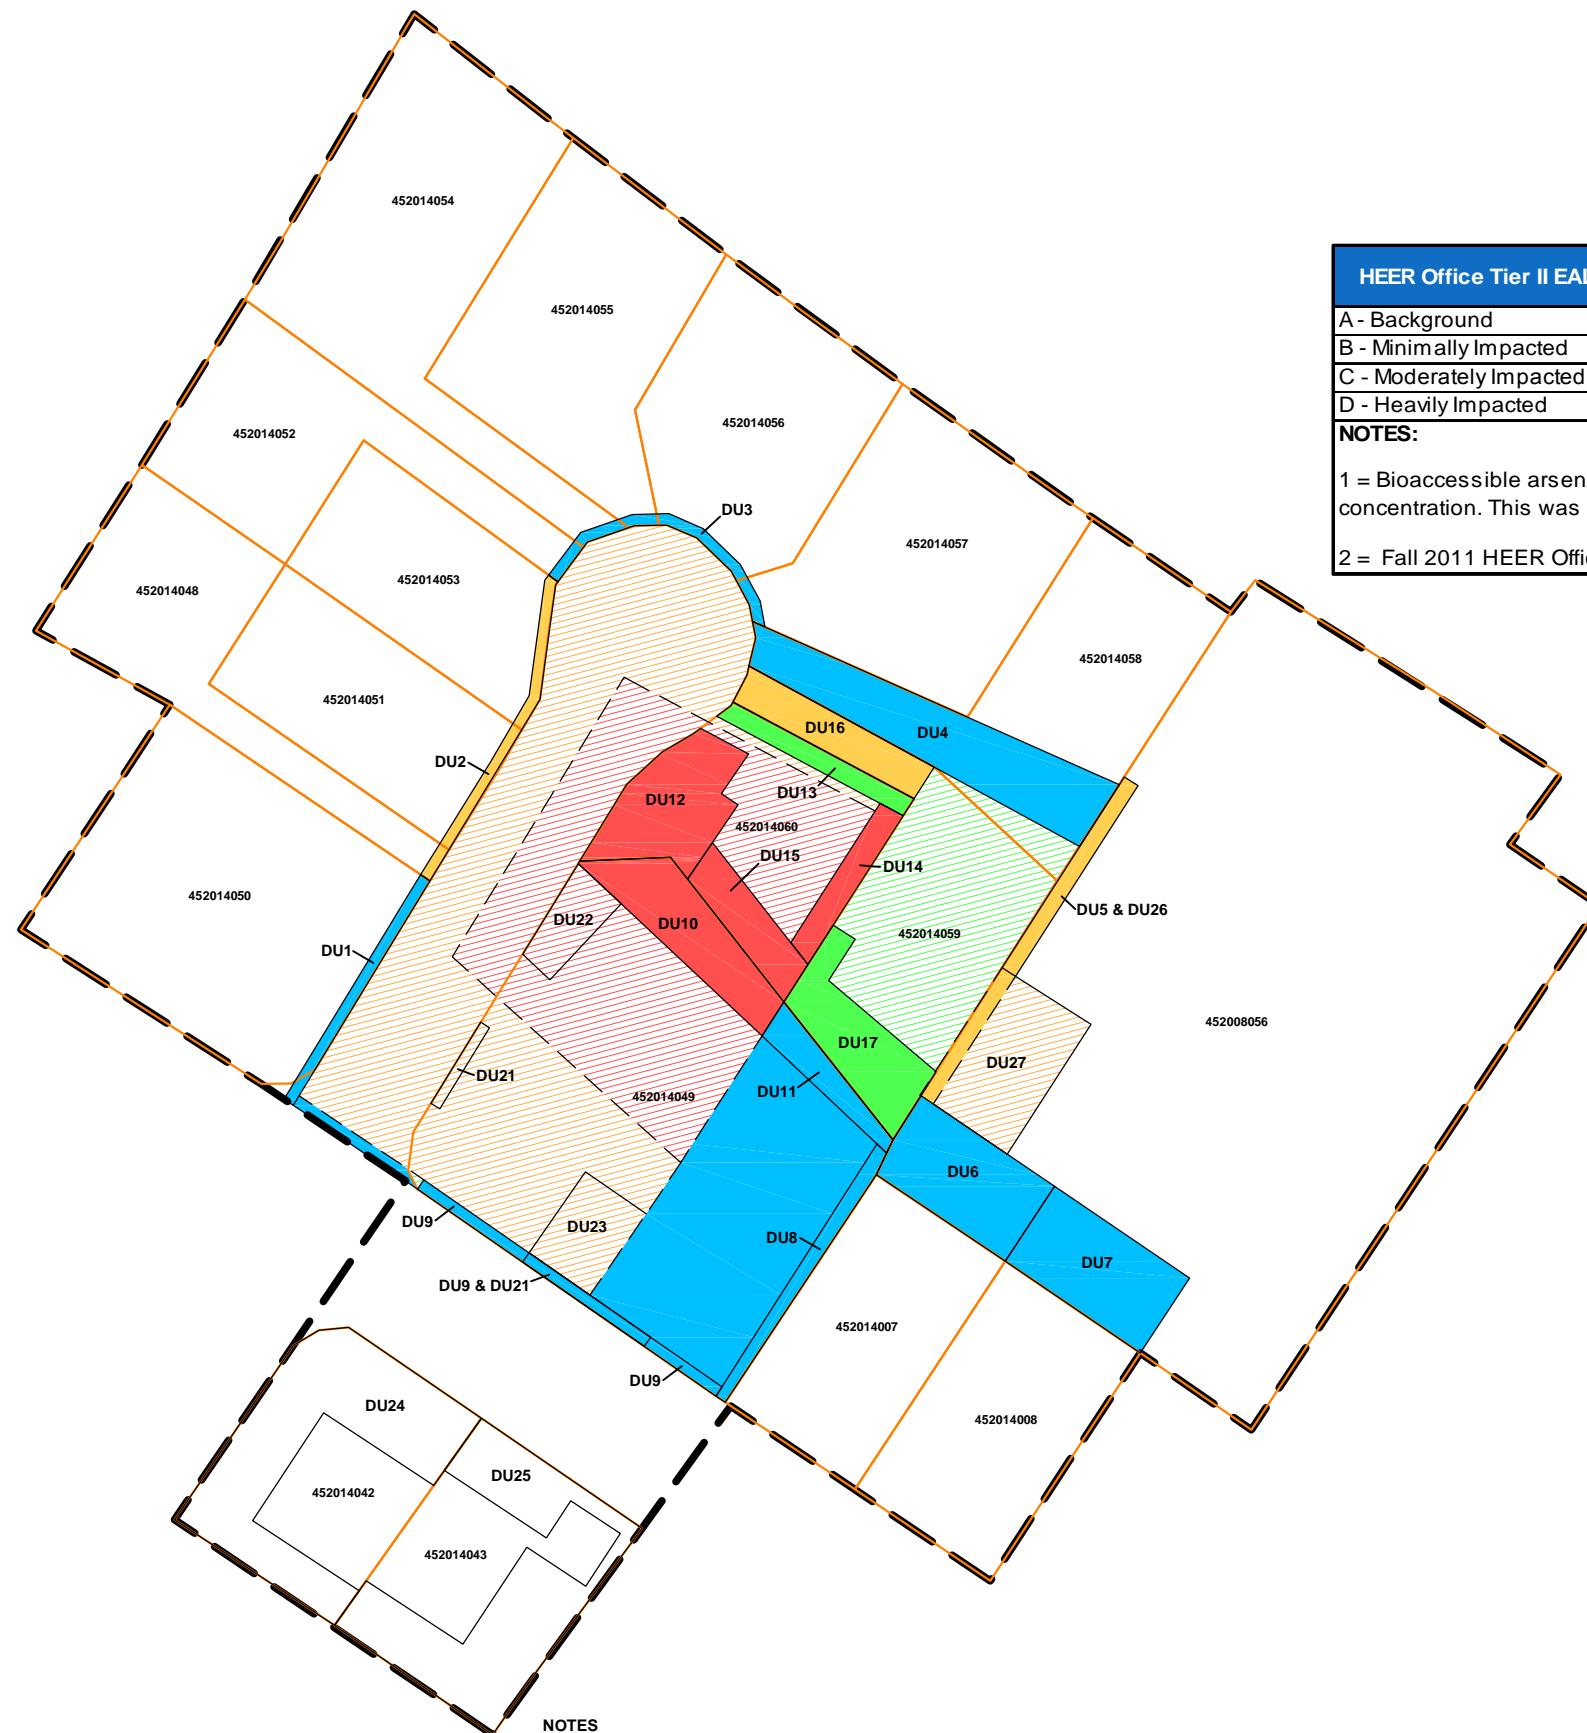 452014054
HEER Office Tier II EAL
A - Background
452014055
B - Minimally Impacted
C - Moderately Impacted
D - Heavily Impacted
452014056
452014052
NOTES:
1 = Bioaccessible
concentration. This was
DU3
452014057
2 = Fall 2011 HEER
452014053
452014048
452014058
452014051
DU16
DU4
DU2
DU13
DU12
452014060
DU15
DU14
452014050
DU5 & DU26
DU22
DU10
452014059
DU1
452008056
DU17
DU27
DU21
DU11
452014049
DU6
DU9
DU23
DU8
DU7
DU9 & DU21
452014007
DU9
DU24
452014008
DU25
452014042
452014043
NOTES